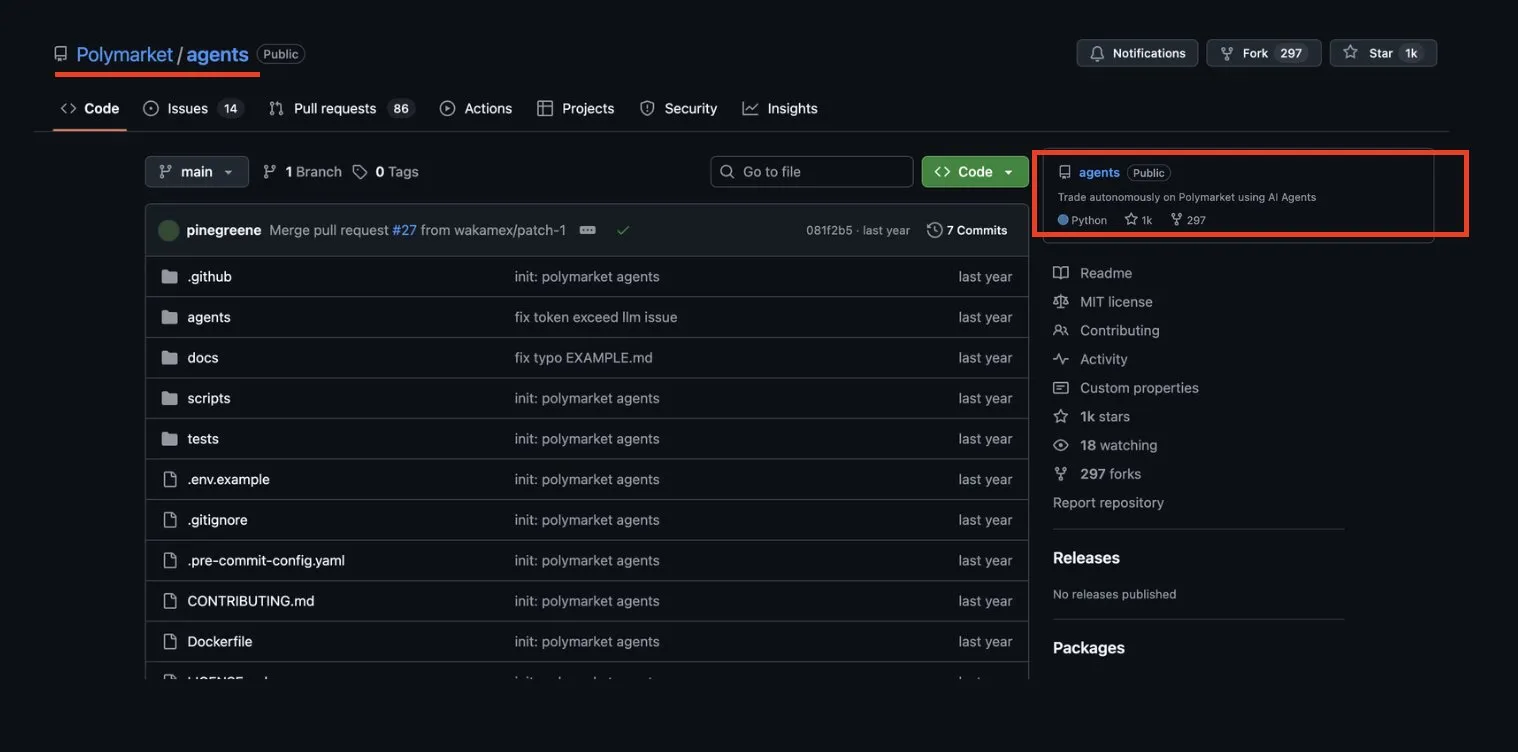 Polymarket / agents Public
Notifications Fork 297 Star 1k
Code Issues 14 Pull requests 86 Actions Projects Security Insights
main 1 Branch 0 Tags Go to file Code
pinegreene Merge pull request #27 from wakamex/patch-1 081f2b5 · last year 7 Commits
.github init: polymarket agents last year
agents fix token exceed llm issue last year
docs fix typo EXAMPLE.md last year
scripts init: polymarket agents last year
tests init: polymarket agents last year
.env.example init: polymarket agents last year
.gitignore init: polymarket agents last year
.pre-commit-config.yaml init: polymarket agents last year
CONTRIBUTING.md init: polymarket agents last year
Dockerfile init: polymarket agents last year
agents Public
Trade autonomously on Polymarket using AI Agents
Python 1k 297
Readme
MIT license
Contributing
Activity
Custom properties
1k stars
18 watching
297 forks
Report repository
Releases
No releases published
Packages